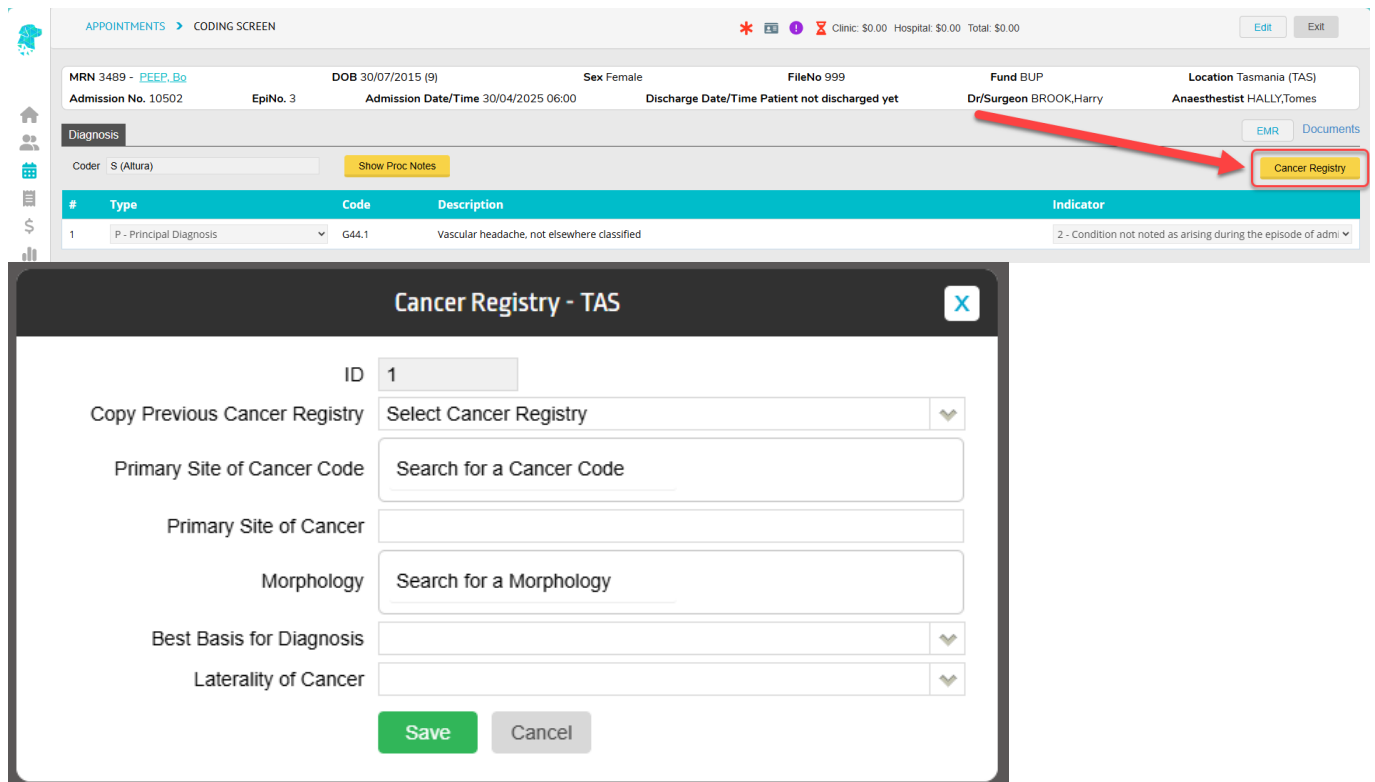 APPOINTMENTS > CODING SCREEN Clinic: $0.00 Hospital: $0.00 Total: $0.00 Edit Exit
MRN 3489 - PEEP, Bo DOB 30/07/2015 (9) Sex Female FileNo 999 Fund BUP Location Tasmania (TAS)
Admission No. 10502 EpiNo. 3 Admission Date/Time 30/04/2025 06:00 Discharge Date/Time Patient not discharged yet Dr/Surgeon BROOK,Harry Anaesthestist HALLY,Tomes
Diagnosis EMR Documents
Coder S (Altura) Show Proc Notes Cancer Registry
# Type Code Description Indicator
1 P - Principal Diagnosis G44.1 Vascular headache, not elsewhere classified 2 - Condition not noted as arising during the episode of admi
Cancer Registry - TAS X
ID 1
Copy Previous Cancer Registry Select Cancer Registry
Primary Site of Cancer Code Search for a Cancer Code
Primary Site of Cancer
Morphology Search for a Morphology
Best Basis for Diagnosis
Laterality of Cancer
Save Cancel